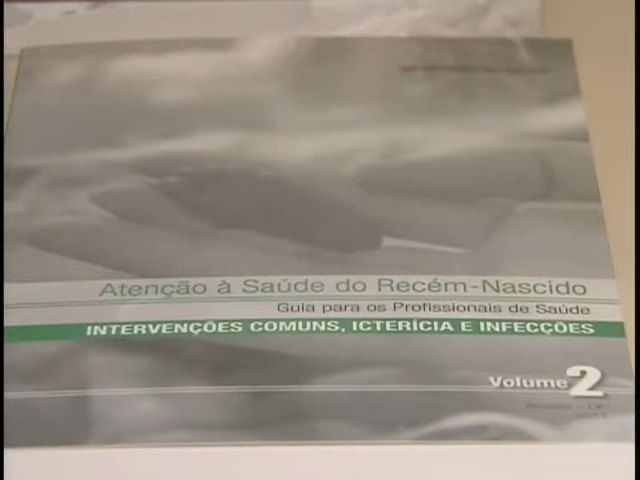 Atenção à Saúde do Recém-Nascido
Guia para os Profissionais de Saúde
INTERVENÇÕES COMUNS, ICTERÍCIA E INFECÇÕES
Volume 2